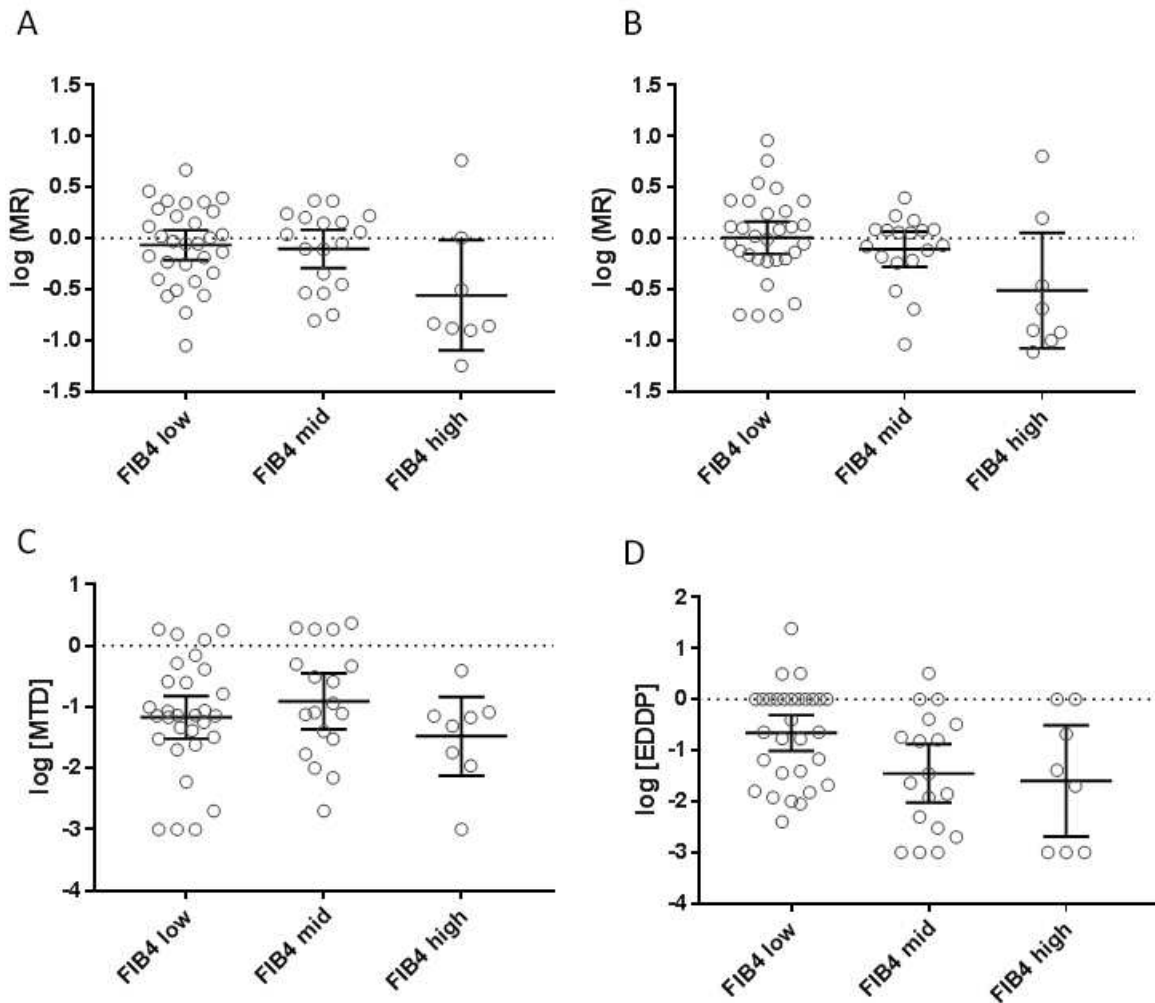 A
log (MR)
1.5
1.0
0.5
0.0
-0.5
-1.0
-1.5
FIB4 low
FIB4 mid
FIB4 high
B
log (MR)
1.5
1.0
0.5
0.0
-0.5
-1.0
-1.5
FIB4 low
FIB4 mid
FIB4 high
C
log [MTD]
1
0
-1
-2
-3
-4
FIB4 low
FIB4 mid
FIB4 high
D
log [EDDP]
2
1
0
-1
-2
-3
-4
FIB4 low
FIB4 mid
FIB4 high